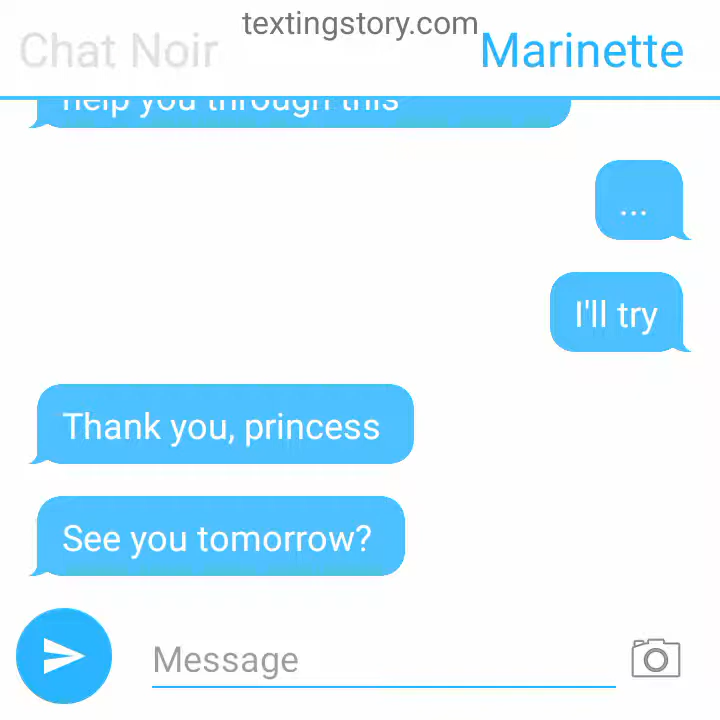 textingstory.com
Chat Noir
Marinette
help you through this
...
I'll try
Thank you, princess
See you tomorrow?
Message